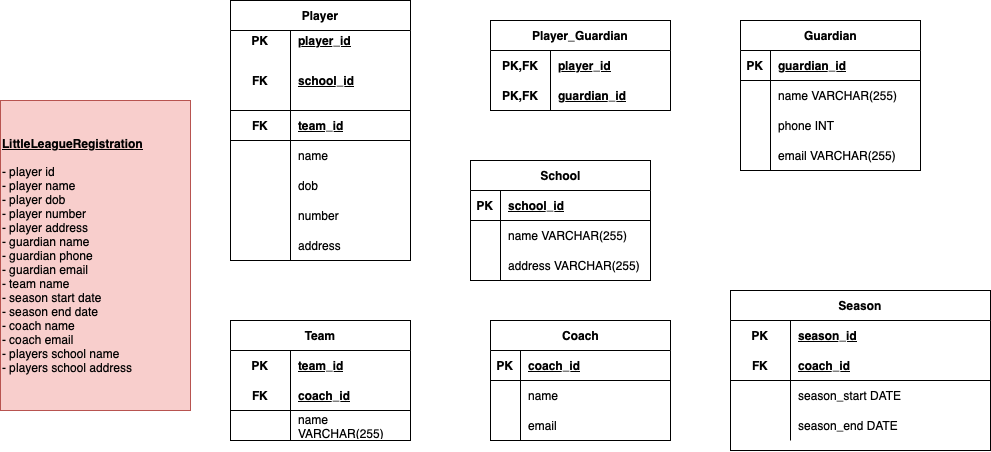 LittleLeagueRegistration
- player id
- player name
- player dob
- player number
- player address
- guardian name
- guardian phone
- guardian email
- team name
- season start date
- season end date
- coach name
- coach email
- players school name
- players school address
Player
PK player_id
FK school_id
FK team_id
name
dob
number
address
Player_Guardian
PK,FK player_id
PK,FK guardian_id
Guardian
PK guardian_id
name VARCHAR(255)
phone INT
email VARCHAR(255)
School
PK school_id
name VARCHAR(255)
address VARCHAR(255)
Team
PK team_id
FK coach_id
name
VARCHAR(255)
Coach
PK coach_id
name
email
Season
PK season_id
FK coach_id
season_start DATE
season_end DATE